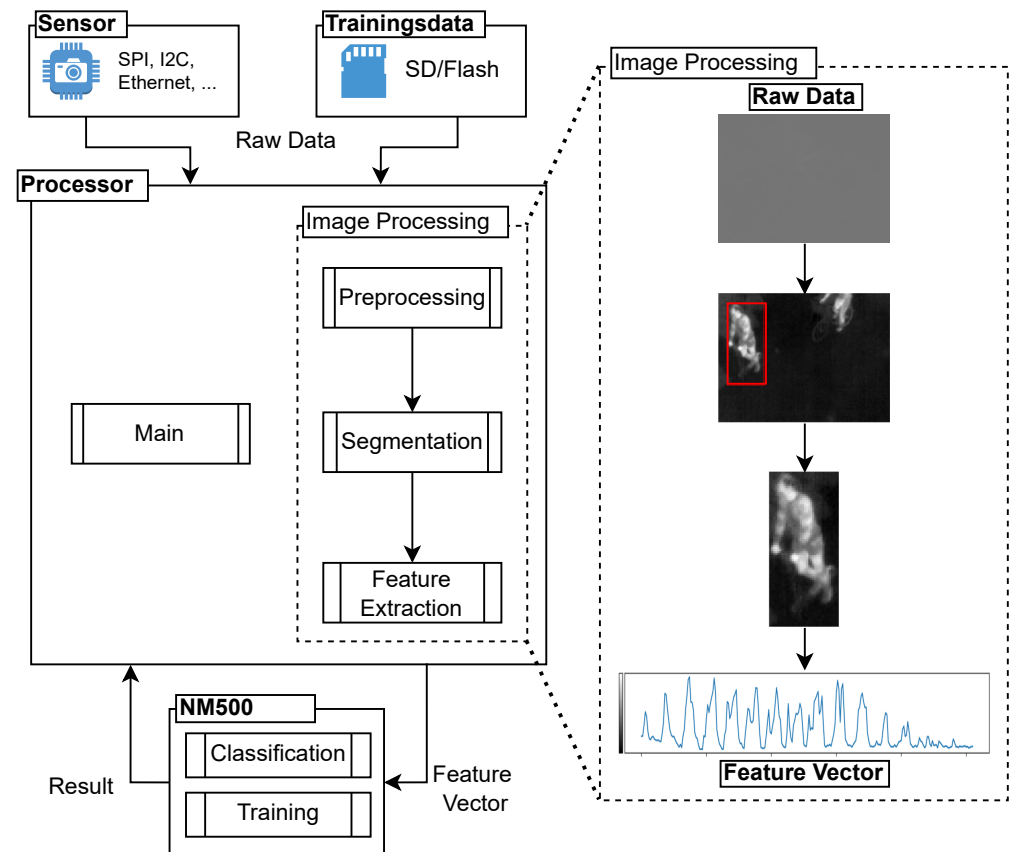 Sensor
SPI, I2C,
Ethernet, ...
Trainingsdata
SD/Flash
Raw Data
Processor
Main
Image Processing
Preprocessing
Segmentation
Feature
Extraction
NM500
Classification
Training
Result
Feature
Vector
Image Processing
Raw Data
Feature Vector